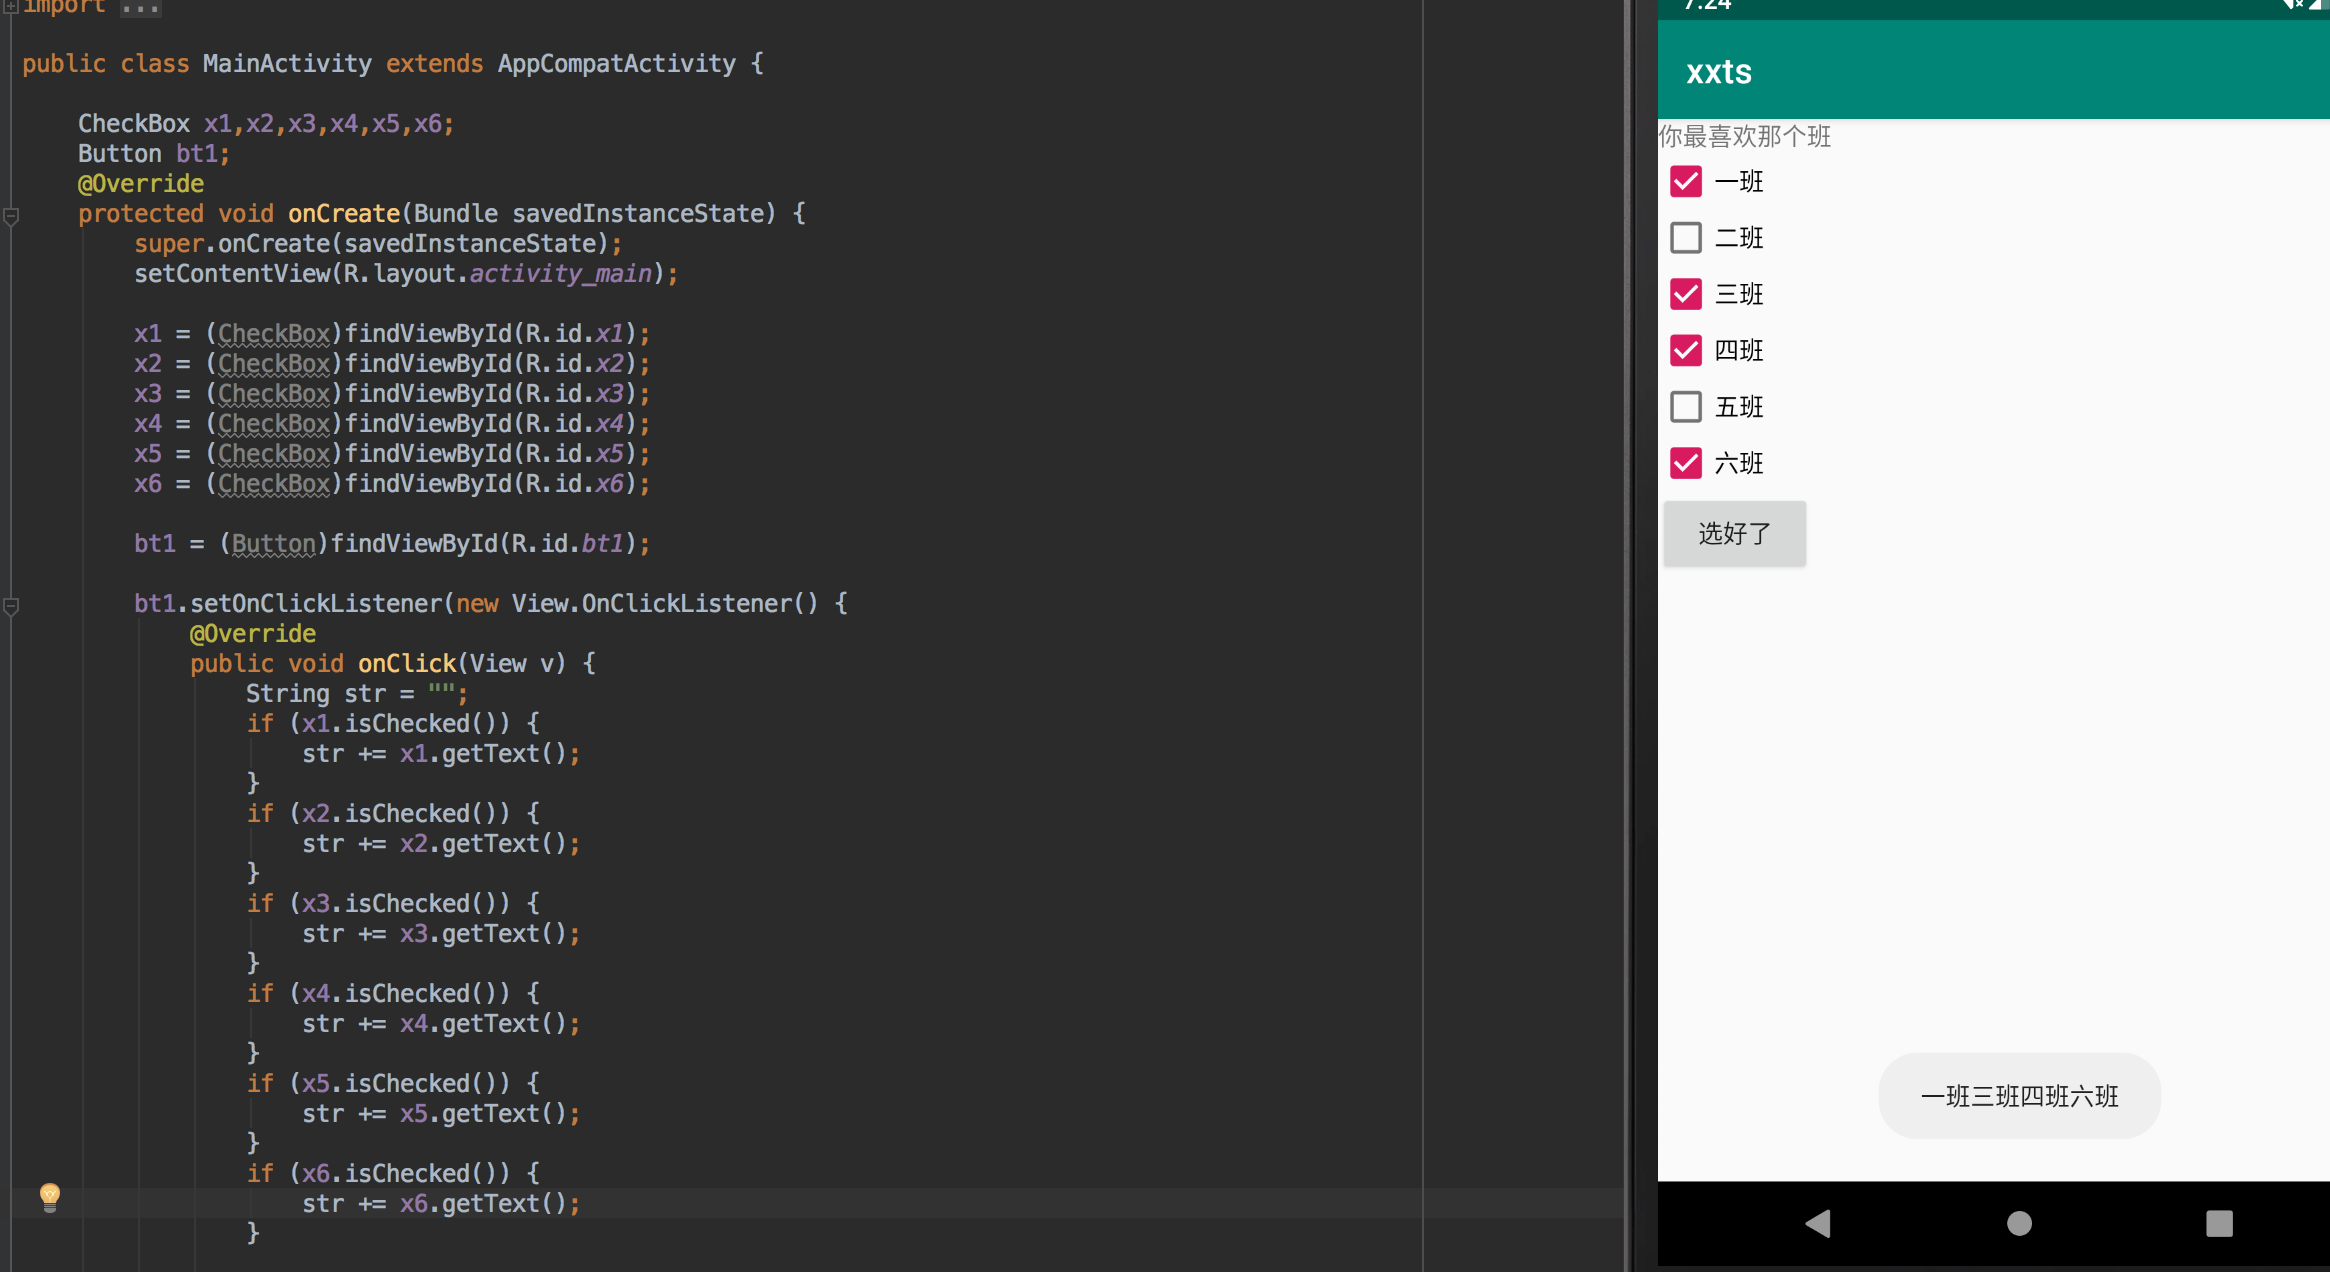 import ...
public class MainActivity extends AppCompatActivity {
CheckBox x1,x2,x3,x4,x5,x6;
Button bt1;
@Override
protected void onCreate(Bundle savedInstanceState) {
super.onCreate(savedInstanceState);
setContentView(R.layout.activity_main);
x1 = (CheckBox)findViewById(R.id.x1);
x2 = (CheckBox)findViewById(R.id.x2);
x3 = (CheckBox)findViewById(R.id.x3);
x4 = (CheckBox)findViewById(R.id.x4);
x5 = (CheckBox)findViewById(R.id.x5);
x6 = (CheckBox)findViewById(R.id.x6);
bt1 = (Button)findViewById(R.id.bt1);
bt1.setOnClickListener(new View.OnClickListener() {
@Override
public void onClick(View v) {
String str = "";
if (x1.isChecked()) {
str += x1.getText();
}
if (x2.isChecked()) {
str += x2.getText();
}
if (x3.isChecked()) {
str += x3.getText();
}
if (x4.isChecked()) {
str += x4.getText();
}
if (x5.isChecked()) {
str += x5.getText();
}
if (x6.isChecked()) {
str += x6.getText();
}
7:24
xxts
你最喜欢那个班
一班
二班
三班
四班
五班
六班
选好了
一班三班四班六班